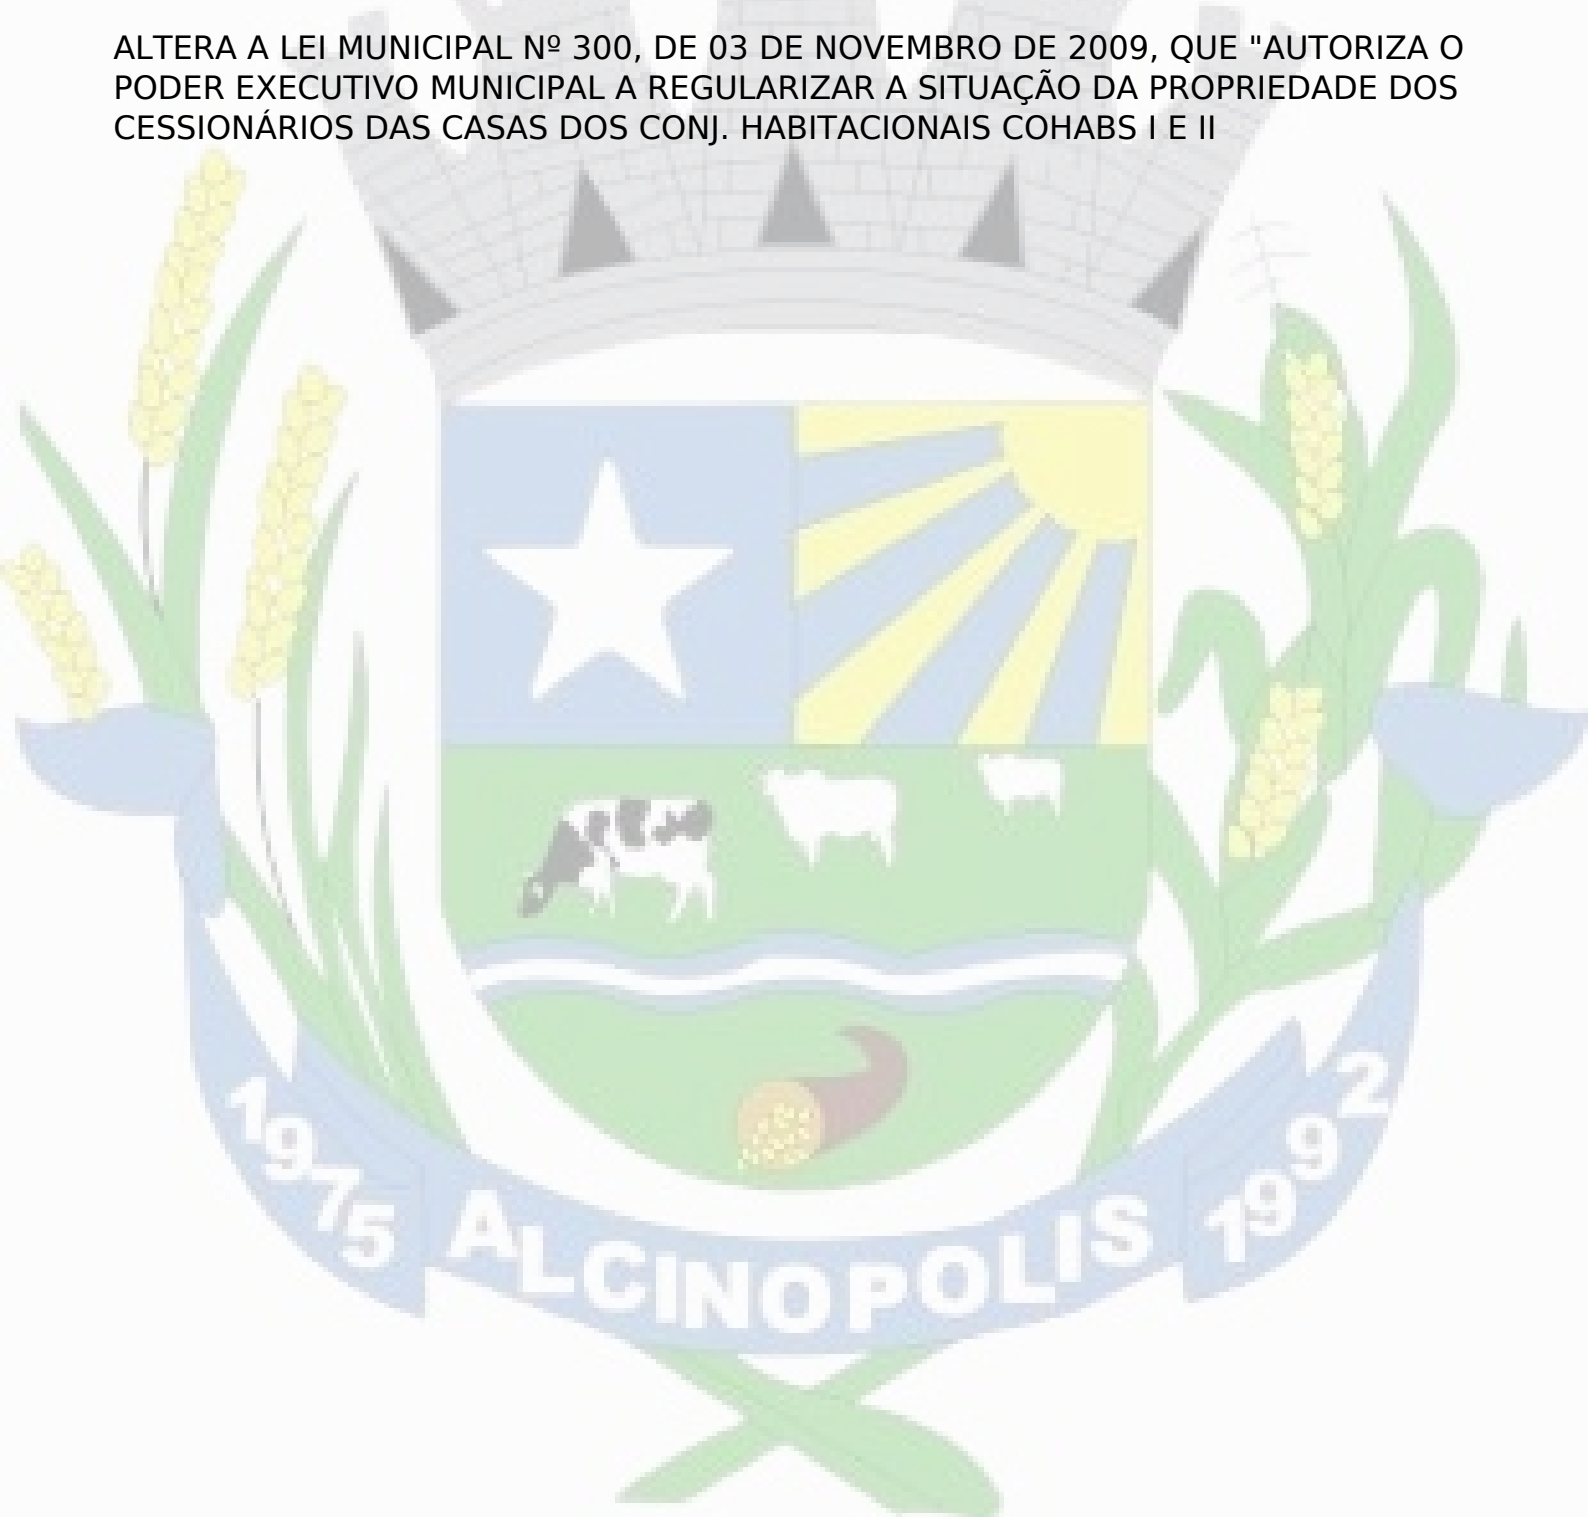 ALTERA A LEI MUNICIPAL Nº 300, DE 03 DE NOVEMBRO DE 2009, QUE "AUTORIZA O
PODER EXECUTIVO MUNICIPAL A REGULARIZAR A SITUAÇÃO DA PROPRIEDADE DOS
CESSIONÁRIOS DAS CASAS DOS CONJ. HABITACIONAIS COHABS I E II
1975 ALCINOPOLIS 1992